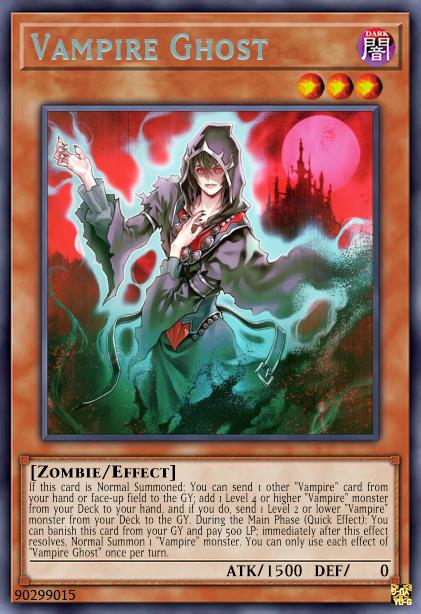 VAMPIRE GHOST
DARK
闇
[ZOMBIE/EFFECT]
If this card is Normal Summoned: You can send 1 other "Vampire" card from
your hand or face-up field to the GY; add 1 Level 4 or higher "Vampire" monster
from your Deck to your hand, and if you do, send 1 Level 2 or lower "Vampire"
monster from your Deck to the GY. During the Main Phase (Quick Effect): You
can banish this card from your GY and pay 500 LP; immediately after this effect
resolves, Normal Summon 1 "Vampire" monster. You can only use each effect of
"Vampire Ghost" once per turn.
ATK/1500 DEF/ 0
90299015